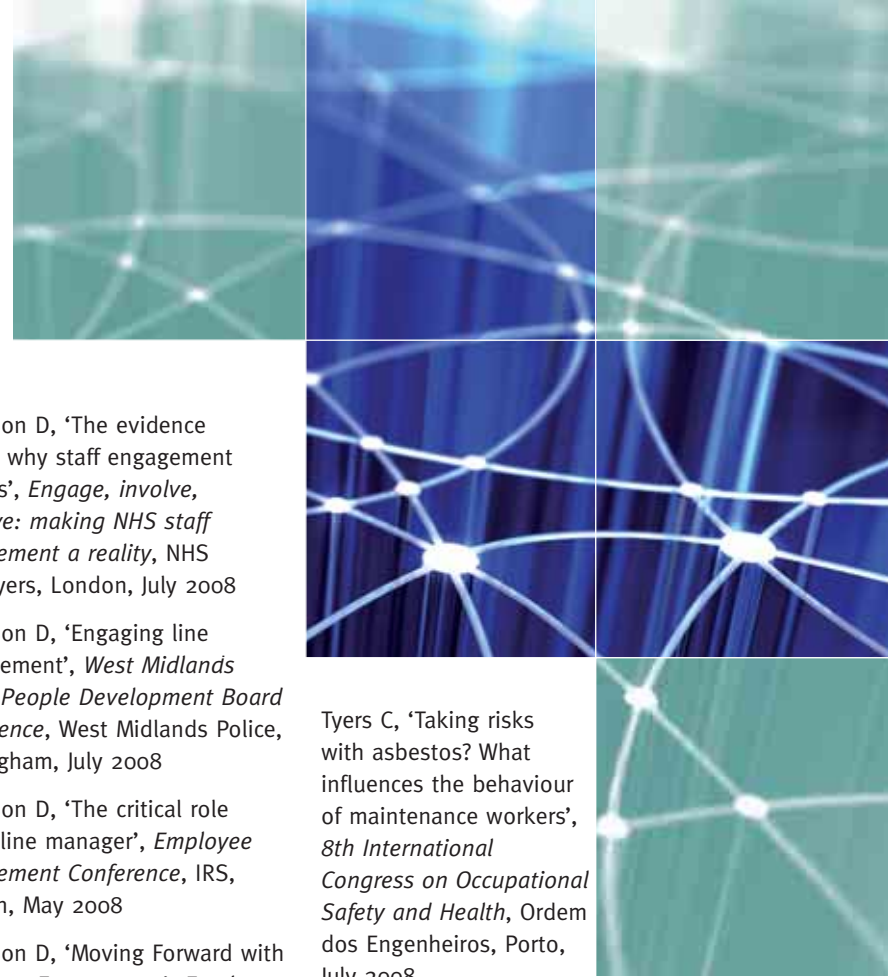 on D, ‘The evidence
why staff engagement
s’, Engage, involve,
ve: making NHS staff
ement a reality, NHS
yers, London, July 2008
on D, ‘Engaging line
ement’, West Midlands
People Development Board
ence, West Midlands Police,
gham, July 2008
on D, ‘The critical role
line manager’, Employee
ement Conference, IRS,
n, May 2008
on D, ‘Moving Forward with
Tyers C, ‘Taking risks
with asbestos? What
influences the behaviour
of maintenance workers’,
8th International
Congress on Occupational
Safety and Health, Ordem
dos Engenheiros, Porto,
July 2008